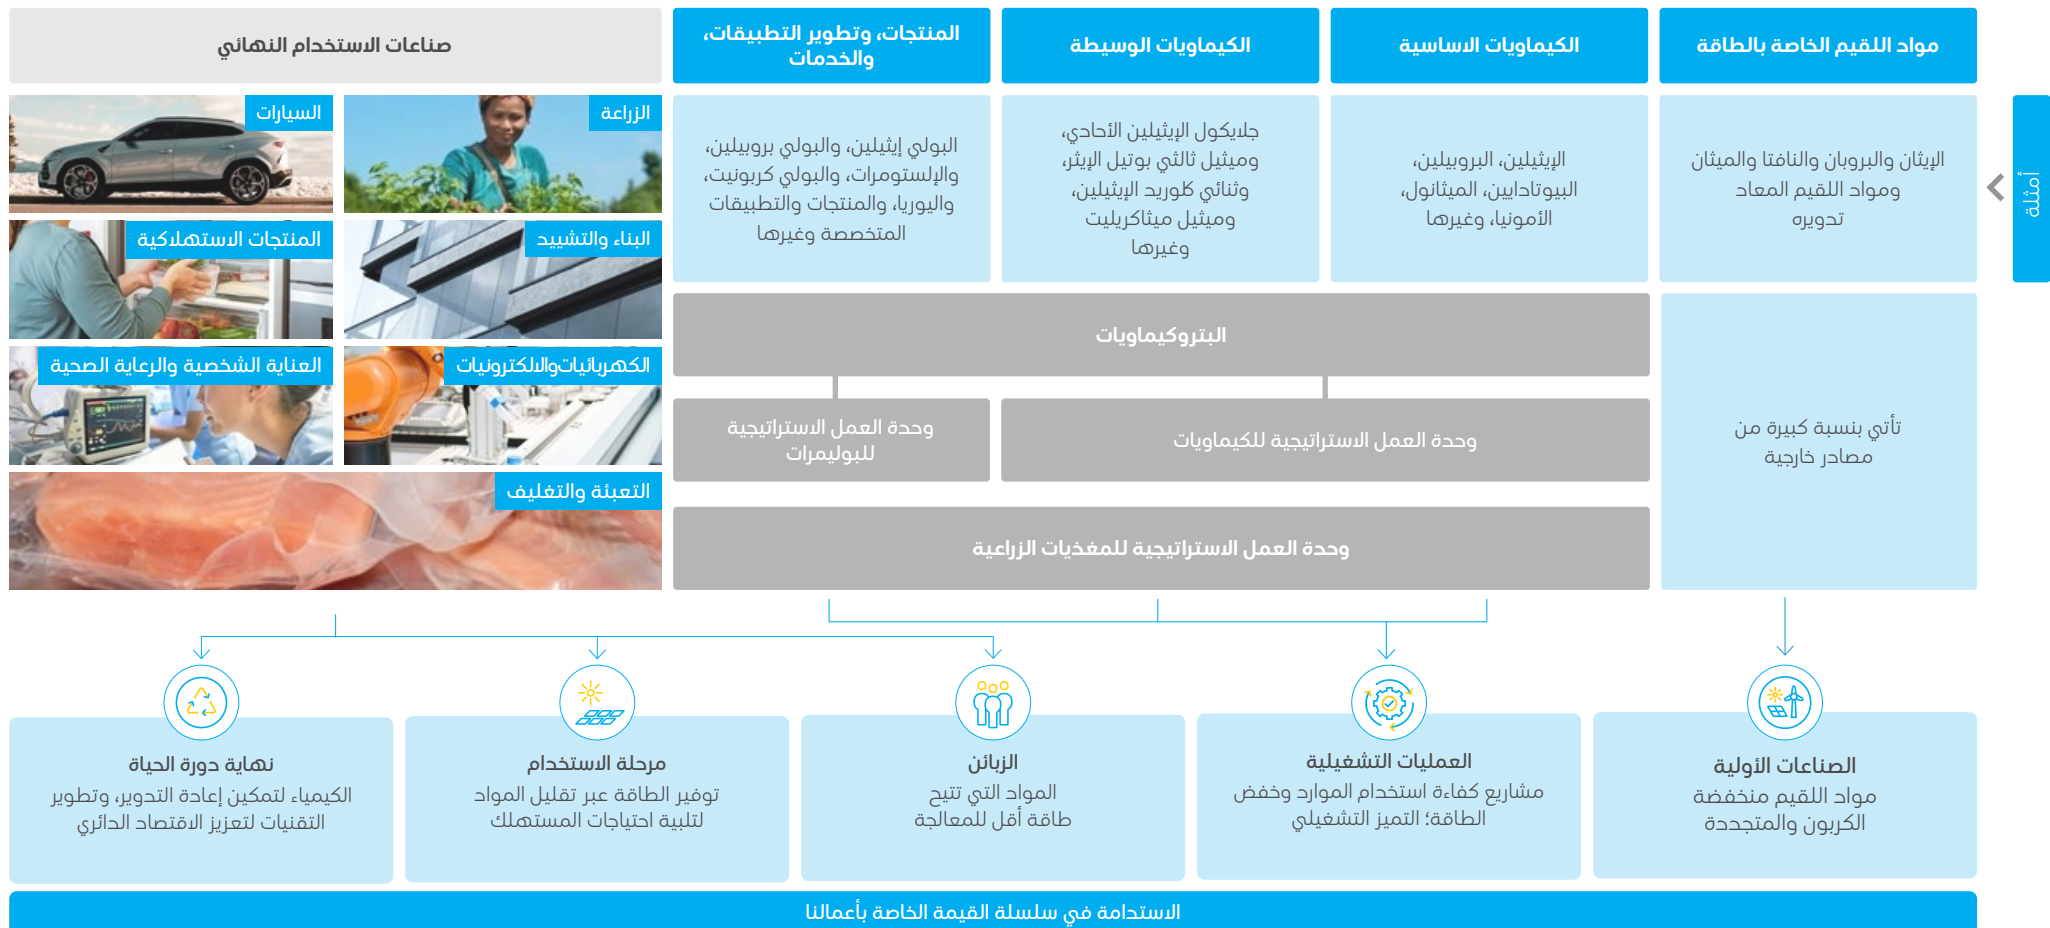 مواد اللقيم الخاصة بالطاقة
الكيماويات الاساسية
الكيماويات الوسيطة
المنتجات، وتطوير التطبيقات،
والخدمات
صناعات الاستخدام النهائي
أمثلة
الإيثان والبروبان والنافتا والميثان
ومواد اللقيم المعاد
تدويره
الإيثيلين، البروبيلين،
البيوتادايين، الميثانول،
الأمونيا، وغيرها
جلايكول الإيثيلين الأحادي،
وميثيل ثالثي بوتيل الإيثر،
وثنائي كلوريد الإيثيلين،
وميثيل ميثاكريليت
وغيرها
البولي إيثيلين، والبولي بروبيلين،
والإلستومرات، والبولي كربونيت،
واليوريا، والمنتجات والتطبيقات
المتخصصة وغيرها
الزراعة
السيارات
البناء والتشييد
المنتجات الاستهلاكية
الكهربائيات والالكترونيات
العناية الشخصية والرعاية الصحية
التعبئة والتغليف
تأتي بنسبة كبيرة من
مصادر خارجية
البتروكيماويات
وحدة العمل الاستراتيجية للكيماويات
وحدة العمل الاستراتيجية
للبوليمرات
وحدة العمل الاستراتيجية للمغذيات الزراعية
الصناعات الأولية
مواد اللقيم منخفضة
الكربون والمتجددة
العمليات التشغيلية
مشاريع كفاءة استخدام الموارد وخفض
الطاقة؛ التميز التشغيلي
الزبائن
المواد التي تتيح
طاقة أقل للمعالجة
مرحلة الاستخدام
توفير الطاقة عبر تقليل المواد
لتلبية احتياجات المستهلك
نهاية دورة الحياة
الكيمياء لتمكين إعادة التدوير، وتطوير
التقنيات لتعزيز الاقتصاد الدائري
الاستدامة في سلسلة القيمة الخاصة بأعمالنا